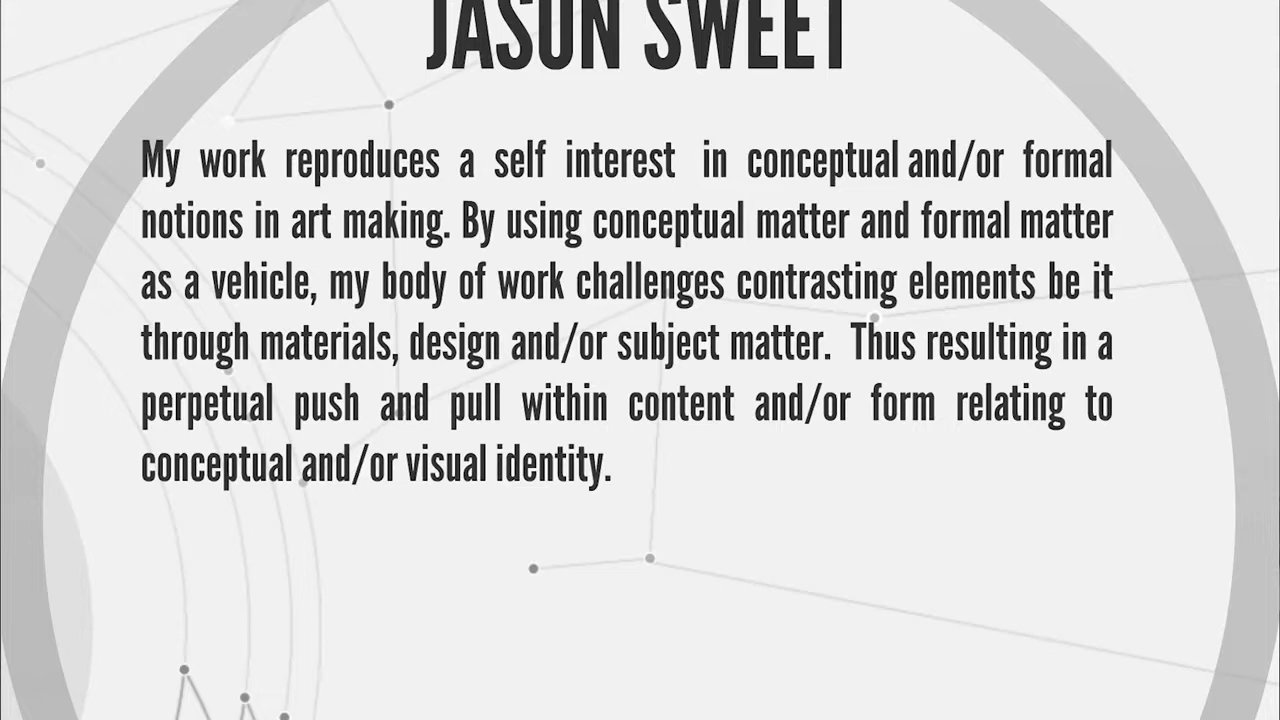 JASON SWEET
My work reproduces a self interest in conceptual and/or formal
notions in art making. By using conceptual matter and formal matter
as a vehicle, my body of work challenges contrasting elements be it
through materials, design and/or subject matter. Thus resulting in a
perpetual push and pull within content and/or form relating to
conceptual and/or visual identity.